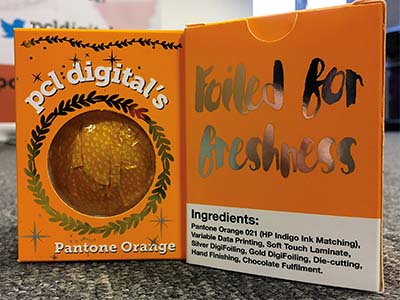 pcldigital
pcl digital's
Pantone Orange
Foiled for
freshness
Ingredients:
Pantone Orange 021 (HP Indigo Ink Matching),
Variable Data Printing, Soft Touch Laminate,
Silver DigiFoiling, Gold DigiFoiling, Die-cutting,
Hand Finishing, Chocolate Fulfilment.